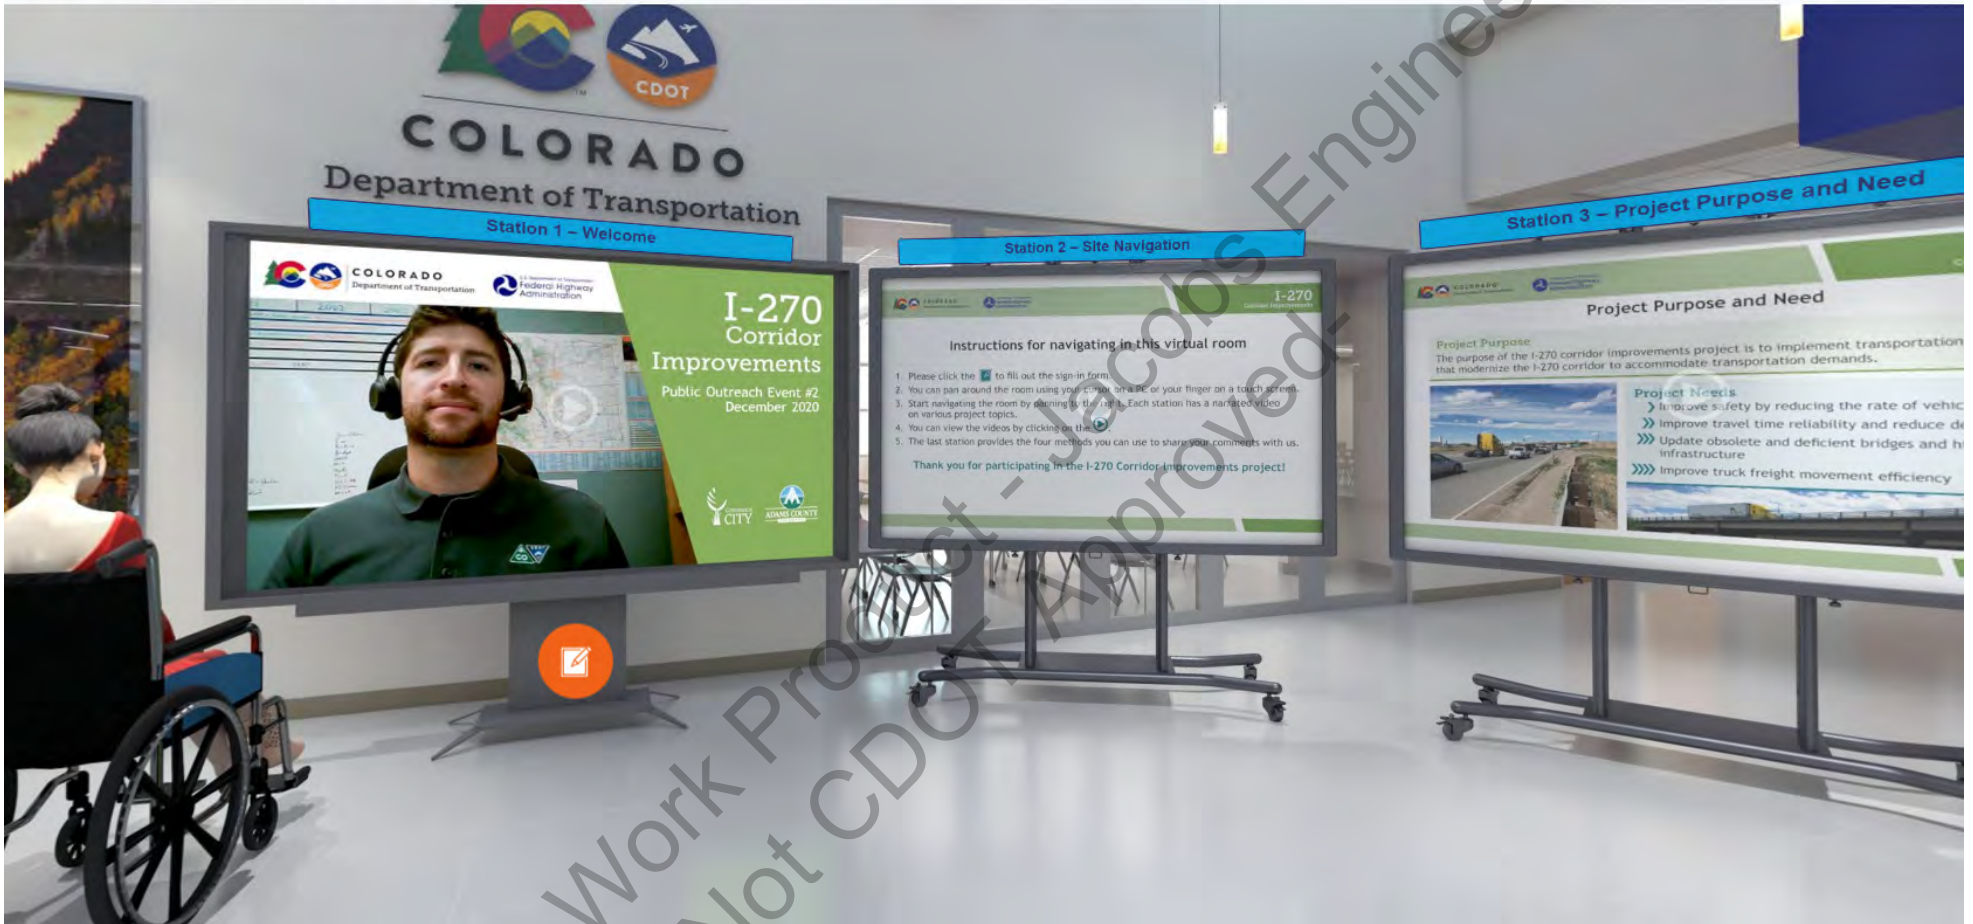 CDOT
COLORADO
Department of Transportation
Station 1 – Welcome
COLORADO
Department of Transportation
U.S. Department of Transportation
Federal Highway
Administration
2007
I-270
Corridor
Improvements
Public Outreach Event #2
December 2020
CITY
ADAMS COUNTY
Station 2 – Site Navigation
COLORADO
I-270
Corridor Improvements
Instructions for navigating in this virtual room
1. Please click the to fill out the sign-in form.
2. You can pan around the room using your cursor on a PC or your finger on a touch screen.
3. Start navigating the room by panning to the right. Each station has a narrated video
on various project topics.
4. You can view the videos by clicking on the
5. The last station provides the four methods you can use to share your comments with us.
Thank you for participating in the I-270 Corridor Improvements project!
Station 3 – Project Purpose and Need
COLORADO
Project Purpose and Need
Project Purpose
The purpose of the I-270 corridor improvements project is to implement transportation
that modernize the I-270 corridor to accommodate transportation demands.
Project Needs
Improve safety by reducing the rate of vehic
Improve travel time reliability and reduce de
Update obsolete and deficient bridges and hi
infrastructure
Improve truck freight movement efficiency
Work Product - Jacobs Enginee
Not CDOT Approved-